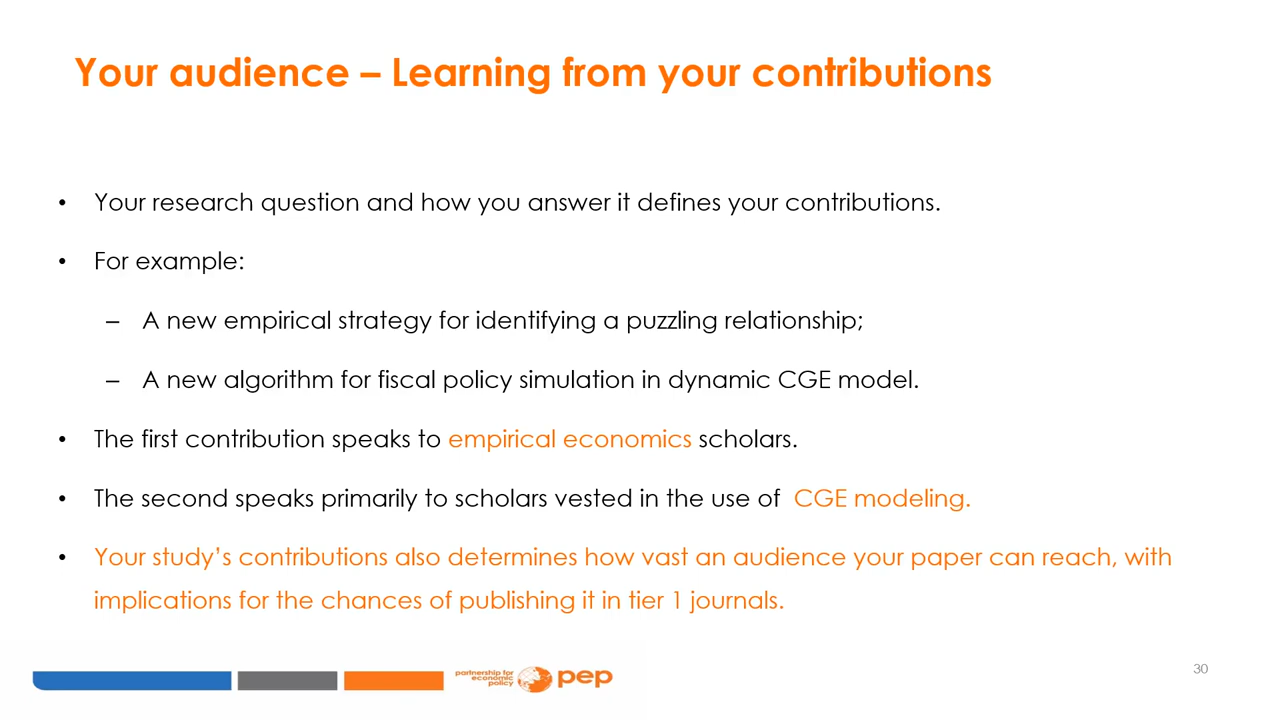 Your audience – Learning from your contributions
• Your research question and how you answer it defines your contributions.
• For example:
– A new empirical strategy for identifying a puzzling relationship;
– A new algorithm for fiscal policy simulation in dynamic CGE model.
• The first contribution speaks to empirical economics scholars.
• The second speaks primarily to scholars vested in the use of CGE modeling.
• Your study’s contributions also determines how vast an audience your paper can reach, with
implications for the chances of publishing it in tier 1 journals.
partnership for
economic
policy
pep
30